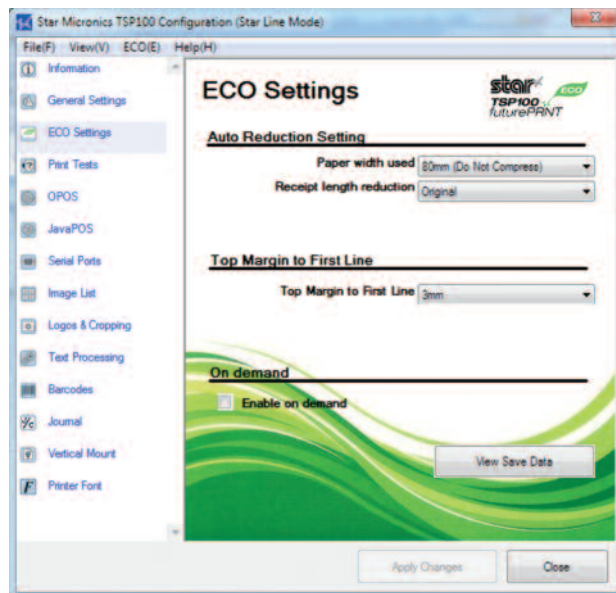 Star Micronics TSP100 Configuration (Star Line Mode)
File(F) View(V) ECO(E) Help(H)
Information
General Settings
ECO Settings
Print Tests
OPOS
JavaPOS
Serial Ports
Image List
Logos & Cropping
Text Processing
Barcodes
Journal
Vertical Mount
Printer Font
ECO Settings
star ECO
TSP100
futurePRNT
Auto Reduction Setting
Paper width used 80mm (Do Not Compress)
Receipt length reduction Original
Top Margin to First Line
Top Margin to First Line 3mm
On demand
Enable on demand
View Save Data
Apply Changes Close